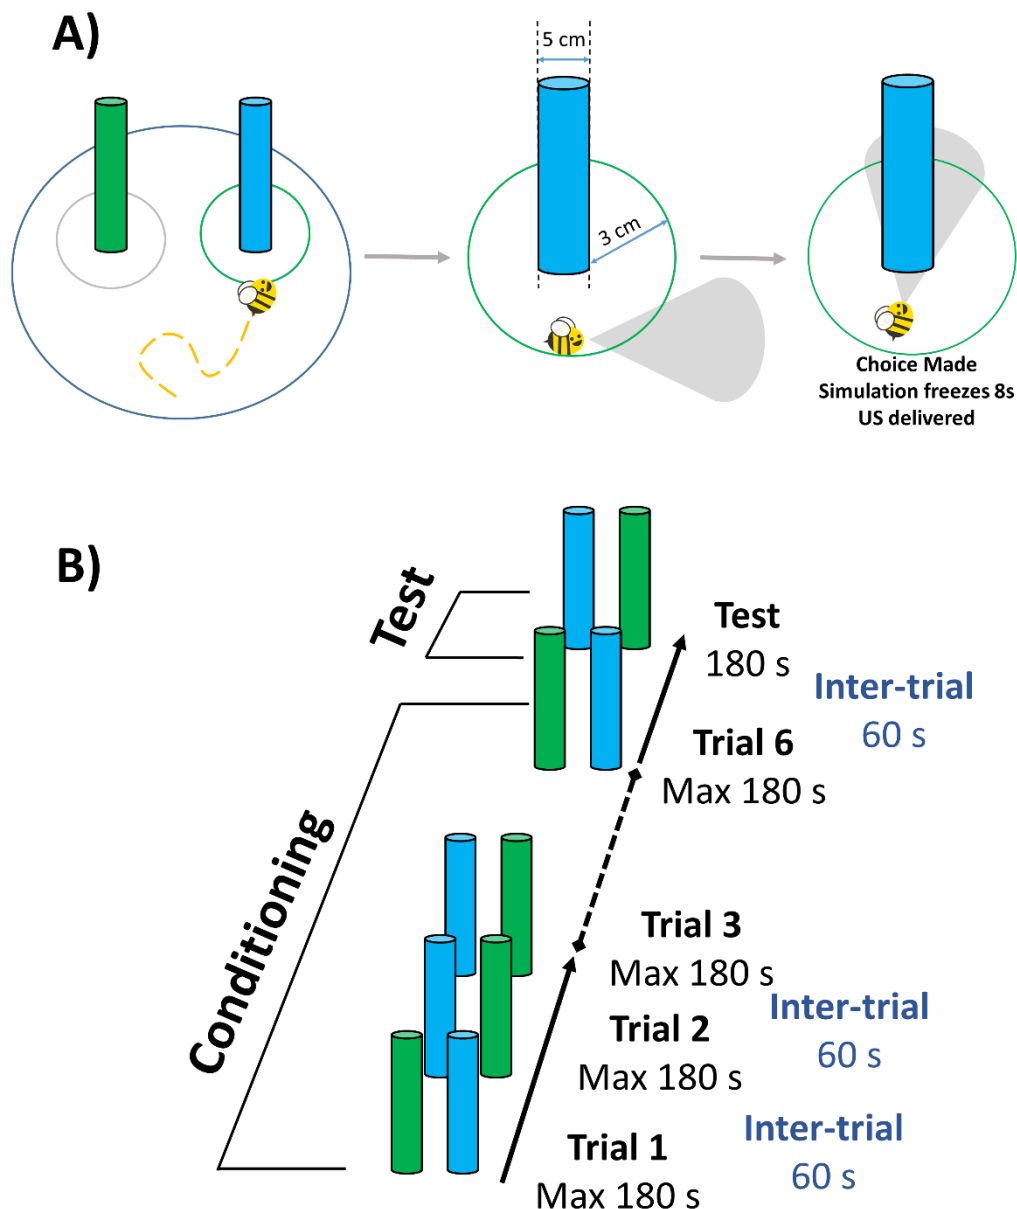 A)
5 cm
3 cm
Choice Made
Simulation freezes 8s
US delivered
B)
Test
Test
180 s
Inter-trial
60 s
Trial 6
Max 180 s
Conditioning
Trial 3
Max 180 s
Inter-trial
60 s
Trial 2
Max 180 s
Inter-trial
60 s
Trial 1
Max 180 s